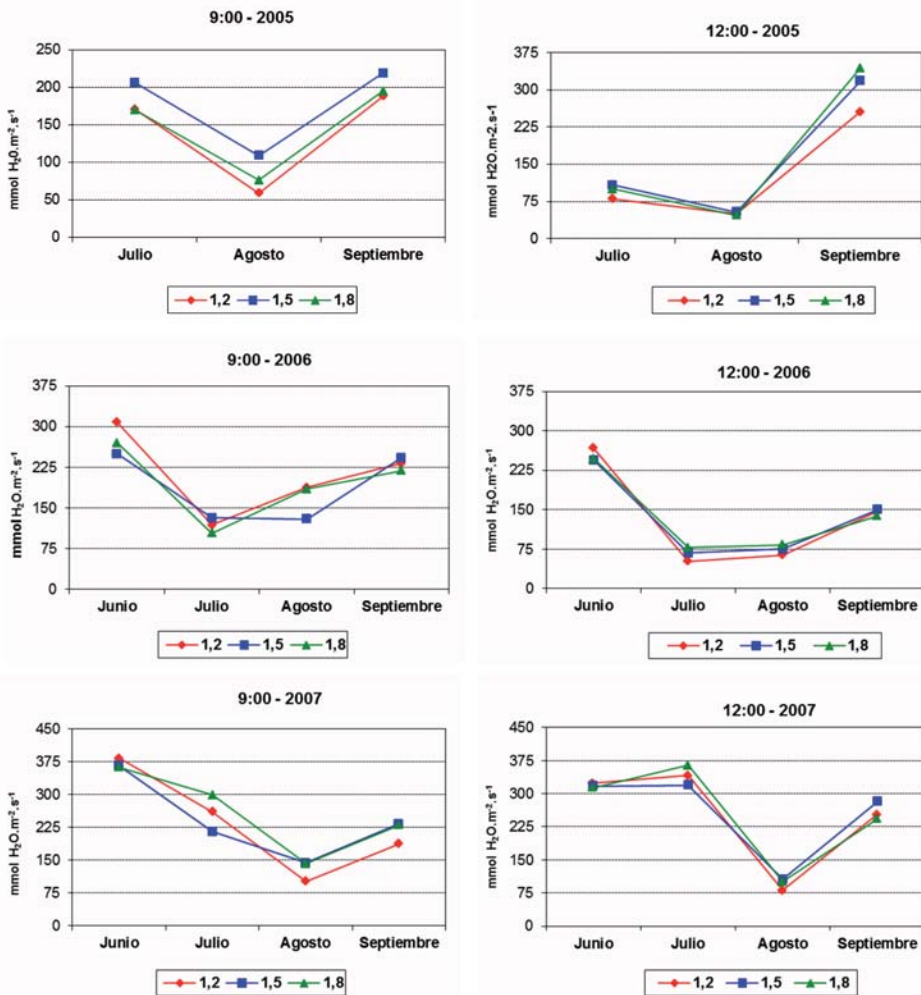 9:00 - 2005
mmol H₂0.m⁻².s⁻¹
250
200
150
100
50
0
Julio Agosto Septiembre
1,2 1,5 1,8
12:00 - 2005
mmol H2O.m-2.s-1
375
300
225
150
75
0
Julio Agosto Septiembre
1,2 1,5 1,8
9:00 - 2006
mmol H₂O.m⁻².s⁻¹
375
300
225
150
75
0
Junio Julio Agosto Septiembre
1,2 1,5 1,8
12:00 - 2006
mmol H₂O.m⁻².s⁻¹
375
300
225
150
75
0
Junio Julio Agosto Septiembre
1,2 1,5 1,8
9:00 - 2007
mmol H₂O.m⁻².s⁻¹
450
375
300
225
150
75
0
Junio Julio Agosto Septiembre
1,2 1,5 1,8
12:00 - 2007
mmol H₂O.m⁻².s⁻¹
450
375
300
225
150
75
0
Junio Julio Agosto Septiembre
1,2 1,5 1,8